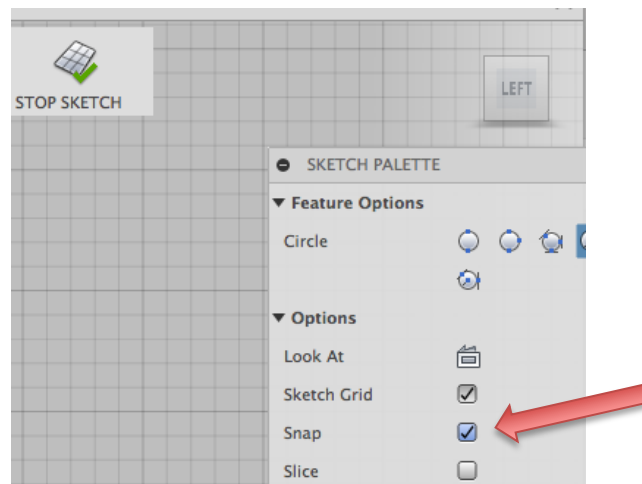 STOP SKETCH
LEFT
SKETCH PALETTE
Feature Options
Circle
Options
Look At
Sketch Grid
Snap
Slice